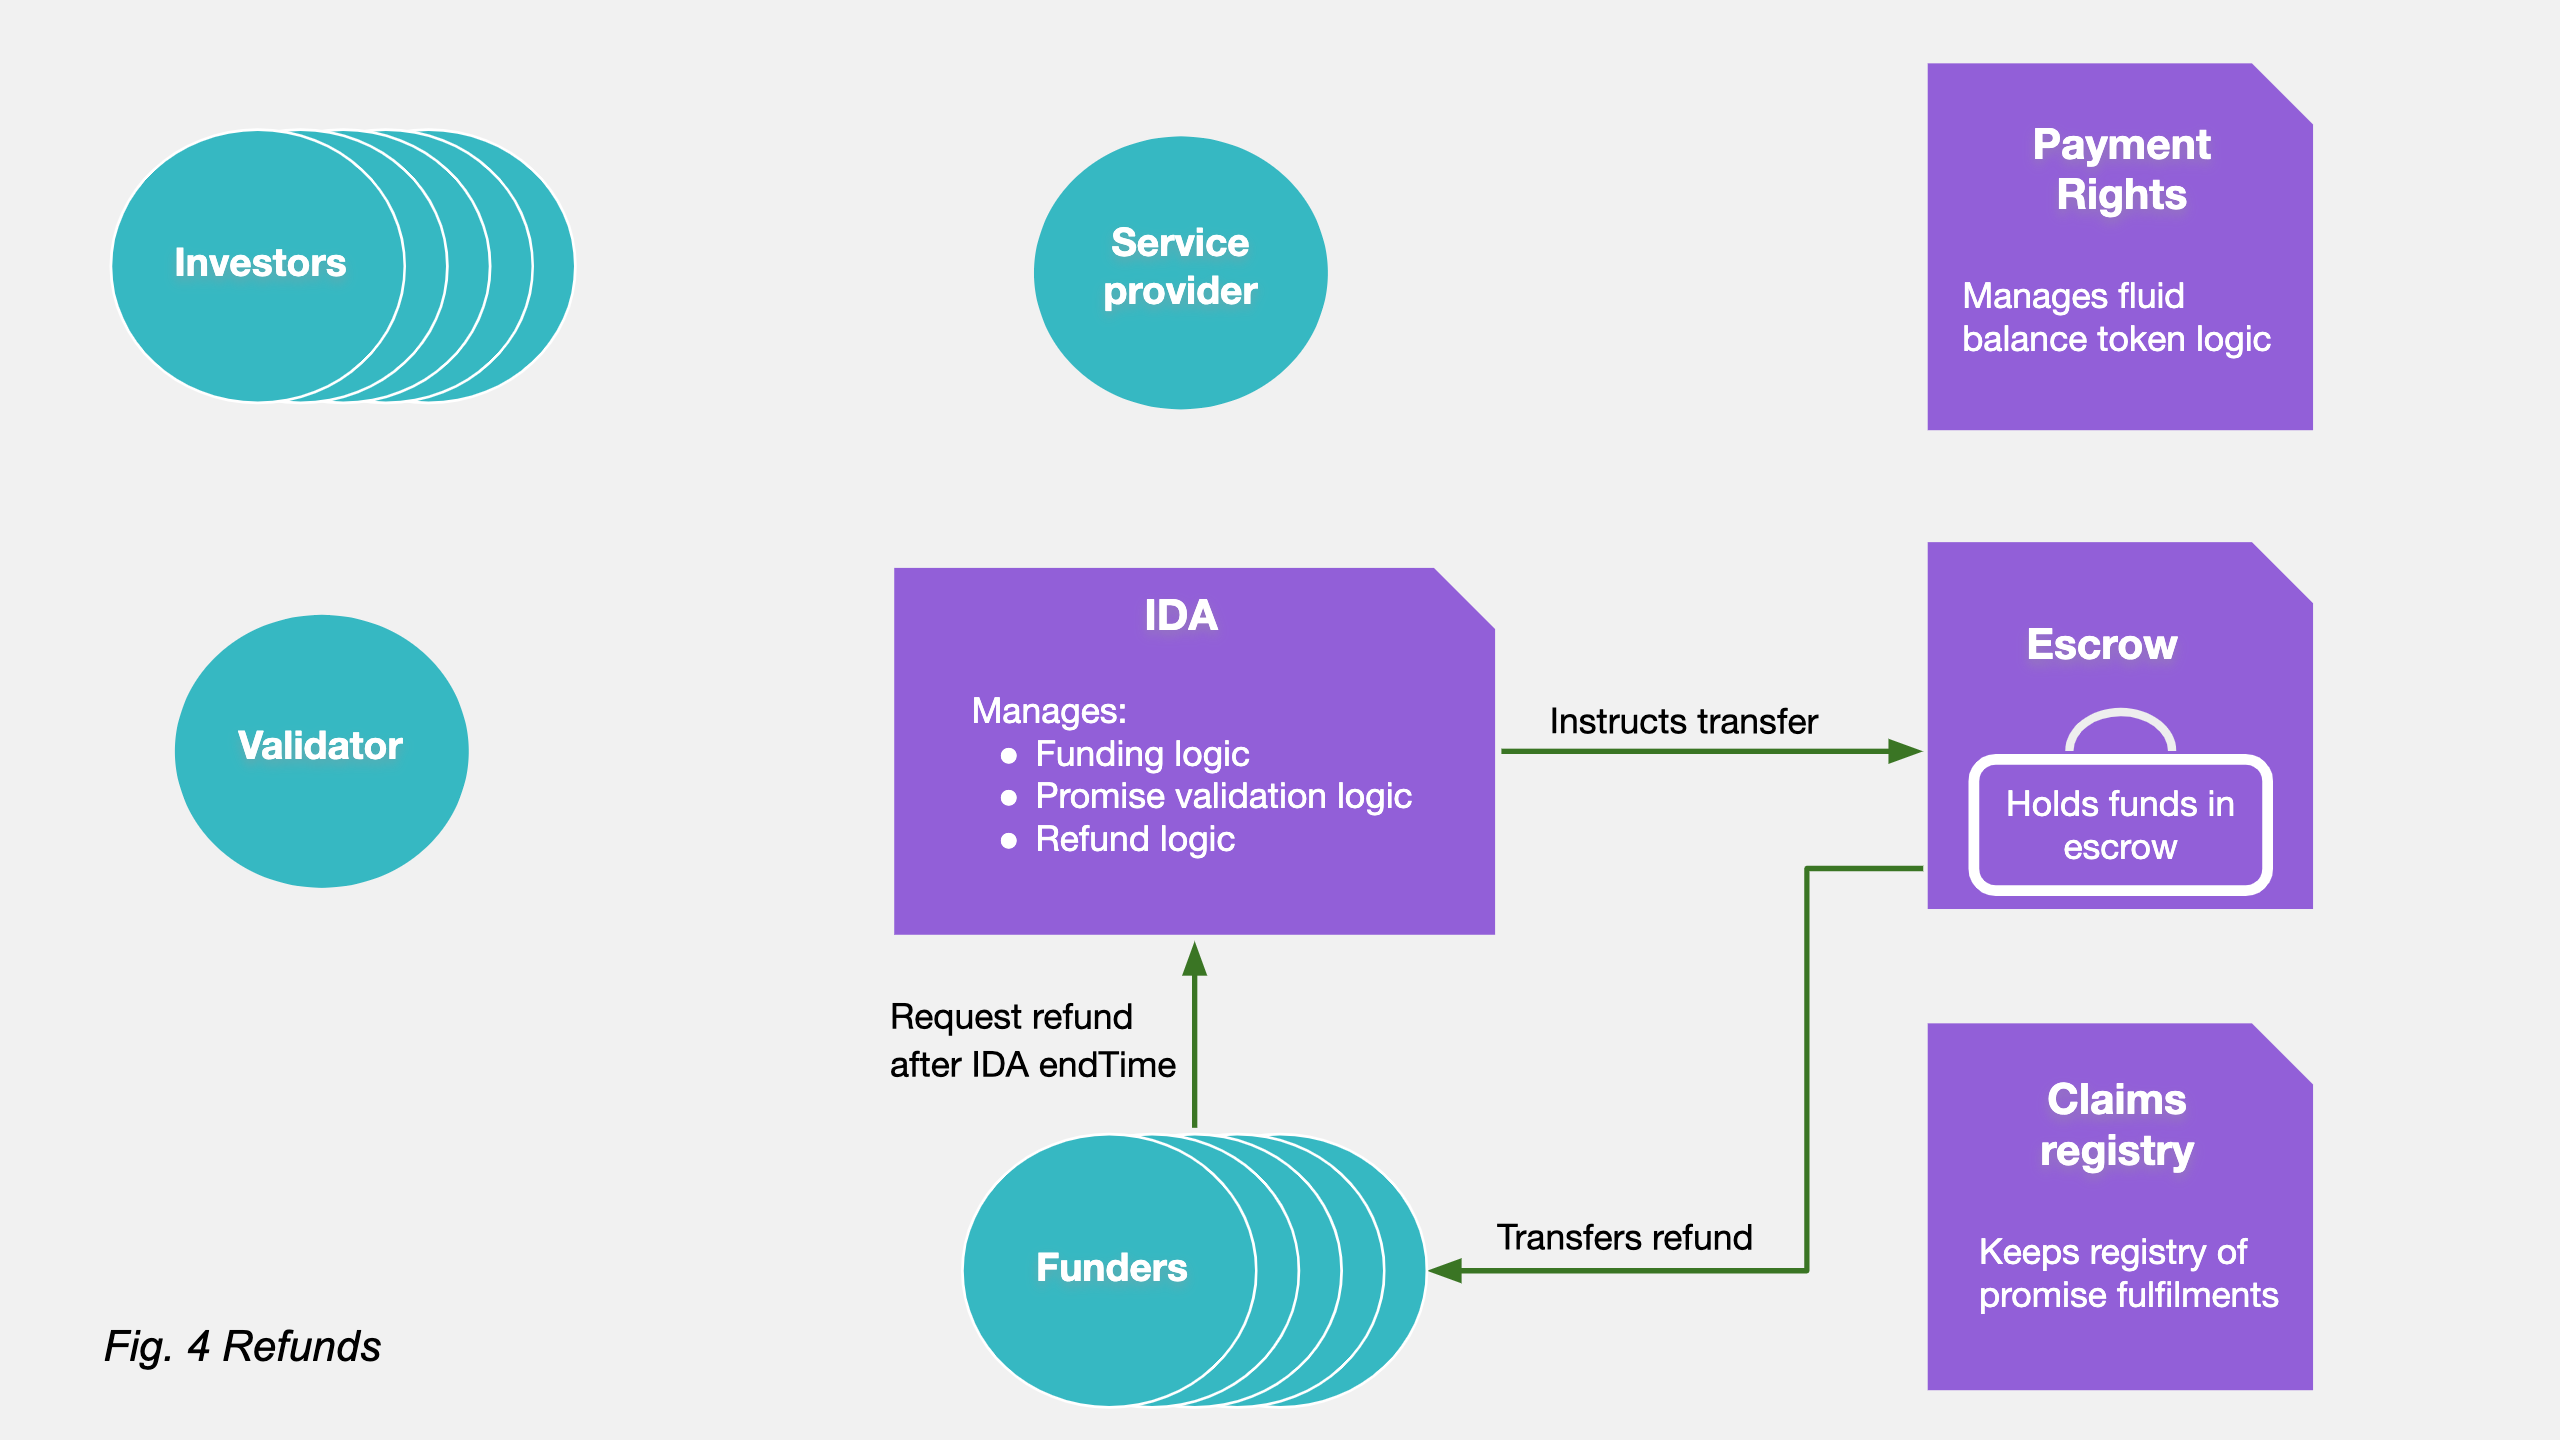 Investors
Service
provider
Payment
Rights
Manages fluid
balance token logic
Validator
IDA
Manages:
● Funding logic
● Promise validation logic
● Refund logic
Instructs transfer
Escrow
Holds funds in
escrow
Request refund
after IDA endTime
Funders
Transfers refund
Claims
registry
Keeps registry of
promise fulfilments
Fig. 4 Refunds